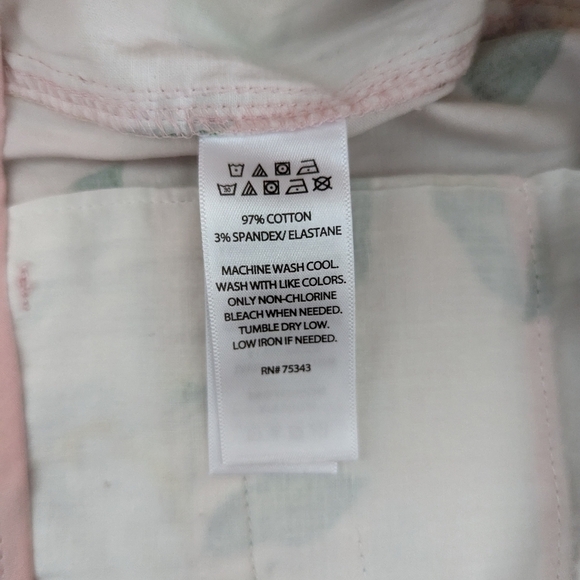 97% COTTON
3% SPANDEX/ ELASTANE
MACHINE WASH COOL.
WASH WITH LIKE COLORS.
ONLY NON-CHLORINE
BLEACH WHEN NEEDED.
TUMBLE DRY LOW.
LOW IRON IF NEEDED.
RN# 75343